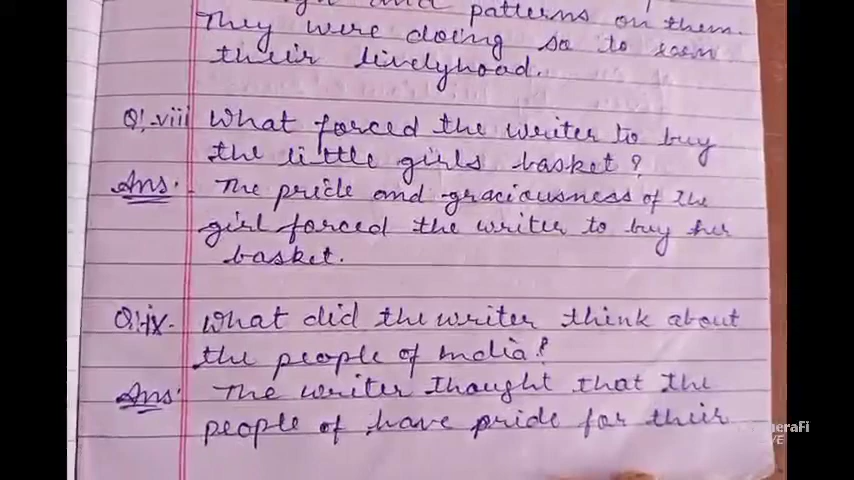 and patterns on them.
They were doing so to earn
their livelyhood.
Q!-viii What forced the writer to buy
the little girls basket?
Ans. - The pride and graciousness of the
girl forced the writer to buy her
basket.
Q!-ix- What did the writer think about
the people of India?
Ans: The writer thought that the
people of have pride for their